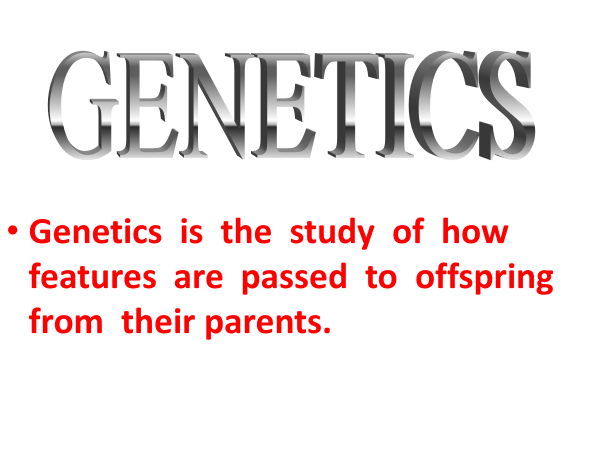 GENETICS
• Genetics is the study of how
features are passed to offspring
from their parents.